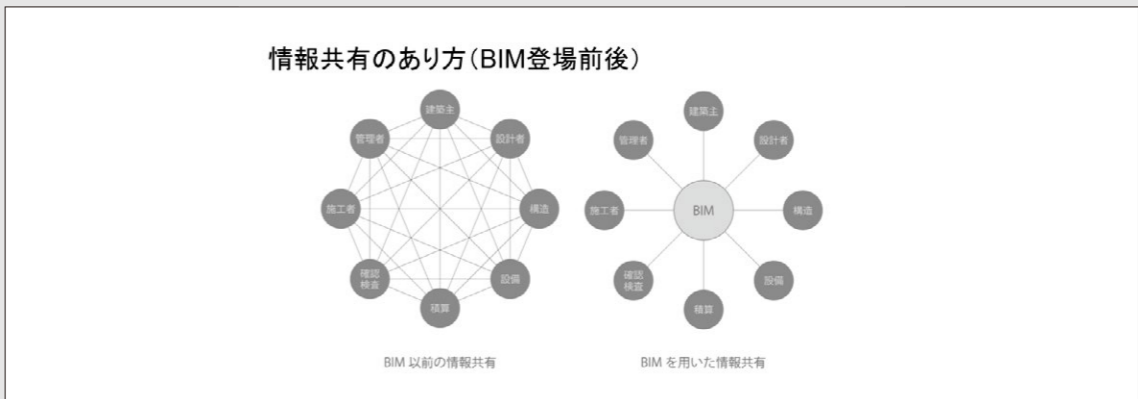 情報共有のあり方（BIM登場前後）
建築主
管理者
設計者
施工者
構造
確認
検査
設備
積算
BIM 以前の情報共有
建築主
管理者
設計者
施工者
BIM
構造
確認
検査
設備
積算
BIM を用いた情報共有